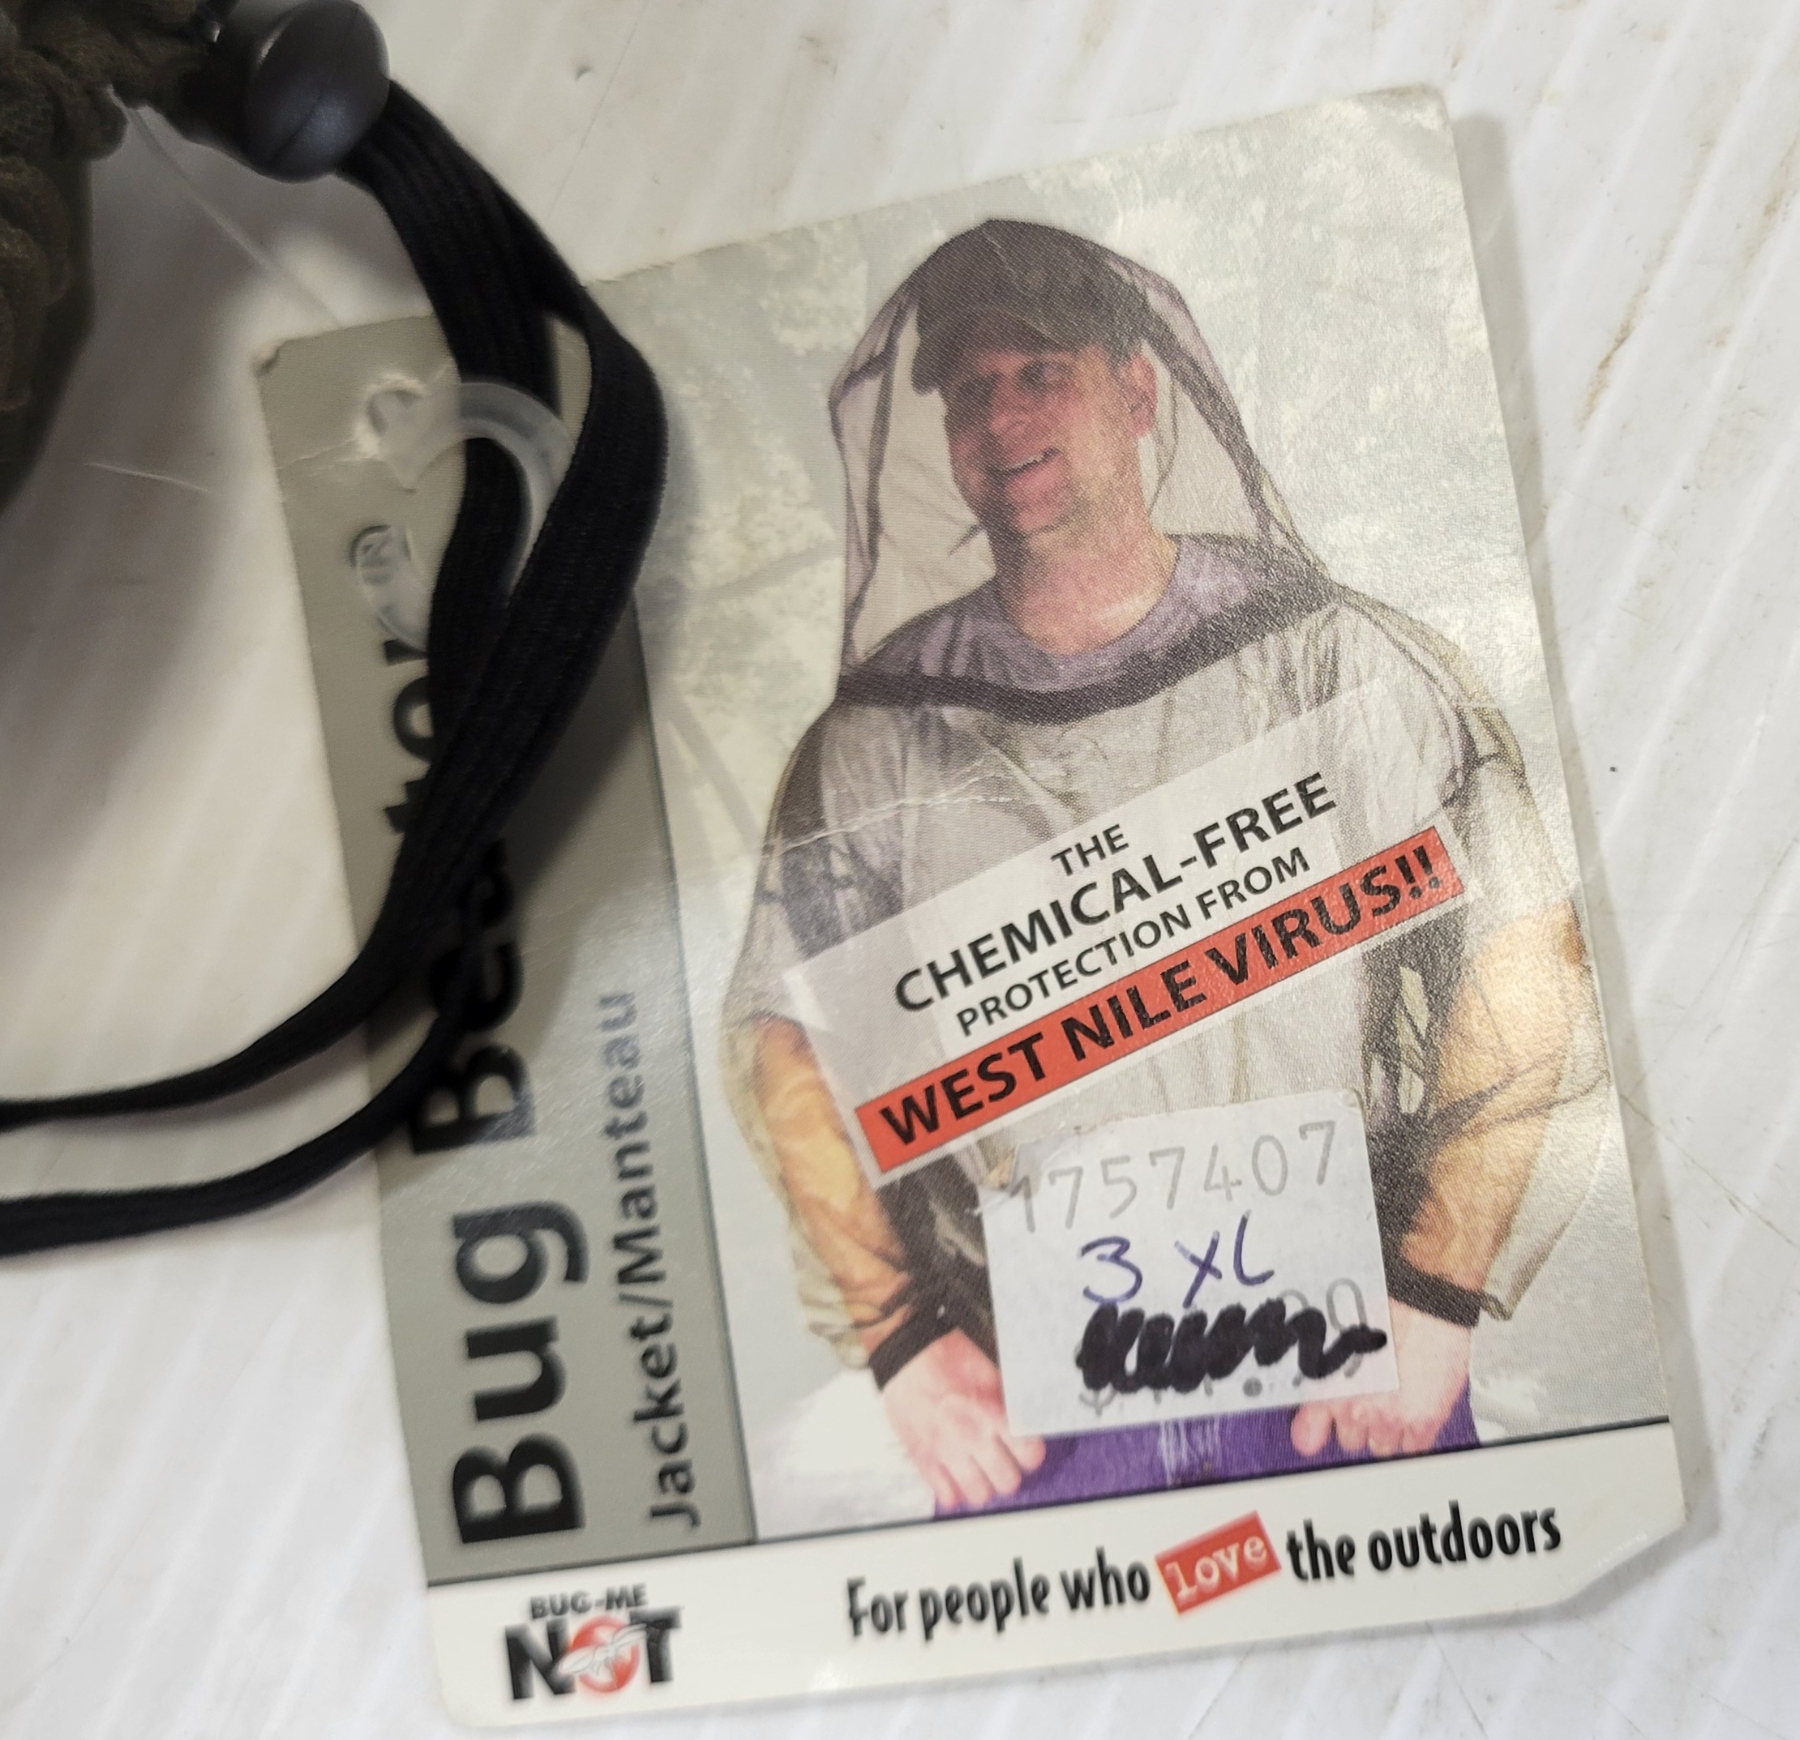 THE
CHEMICAL-FREE
PROTECTION FROM
WEST NILE VIRUS!!
1757407
3 XL
Bug
Jacket/Manteau
BUG-ME
NOT
For people who love the outdoors